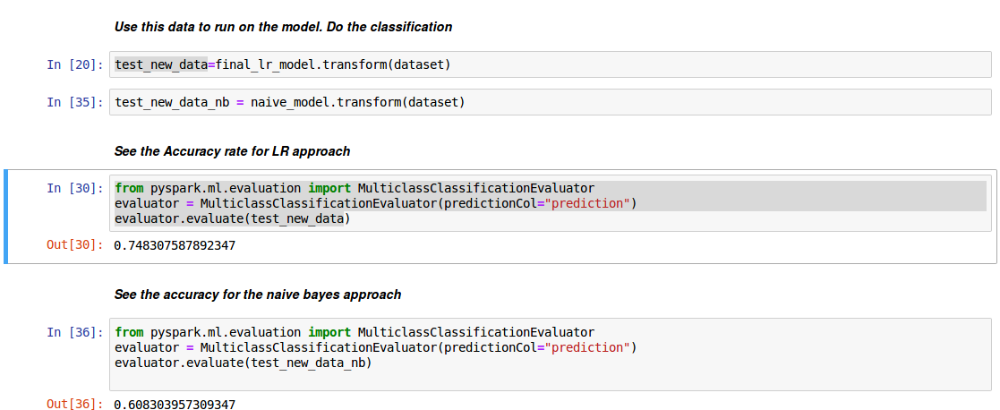 Use this data to run on the model. Do the classification
In [20]: test_new_data=final_lr_model.transform(dataset)
In [35]: test_new_data_nb = naive_model.transform(dataset)
See the Accuracy rate for LR approach
In [30]: from pyspark.ml.evaluation import MulticlassClassificationEvaluator
evaluator = MulticlassClassificationEvaluator(predictionCol="prediction")
evaluator.evaluate(test_new_data)
Out[30]: 0.748307587892347
See the accuracy for the naive bayes approach
In [36]: from pyspark.ml.evaluation import MulticlassClassificationEvaluator
evaluator = MulticlassClassificationEvaluator(predictionCol="prediction")
evaluator.evaluate(test_new_data_nb)
Out[36]: 0.608303957309347